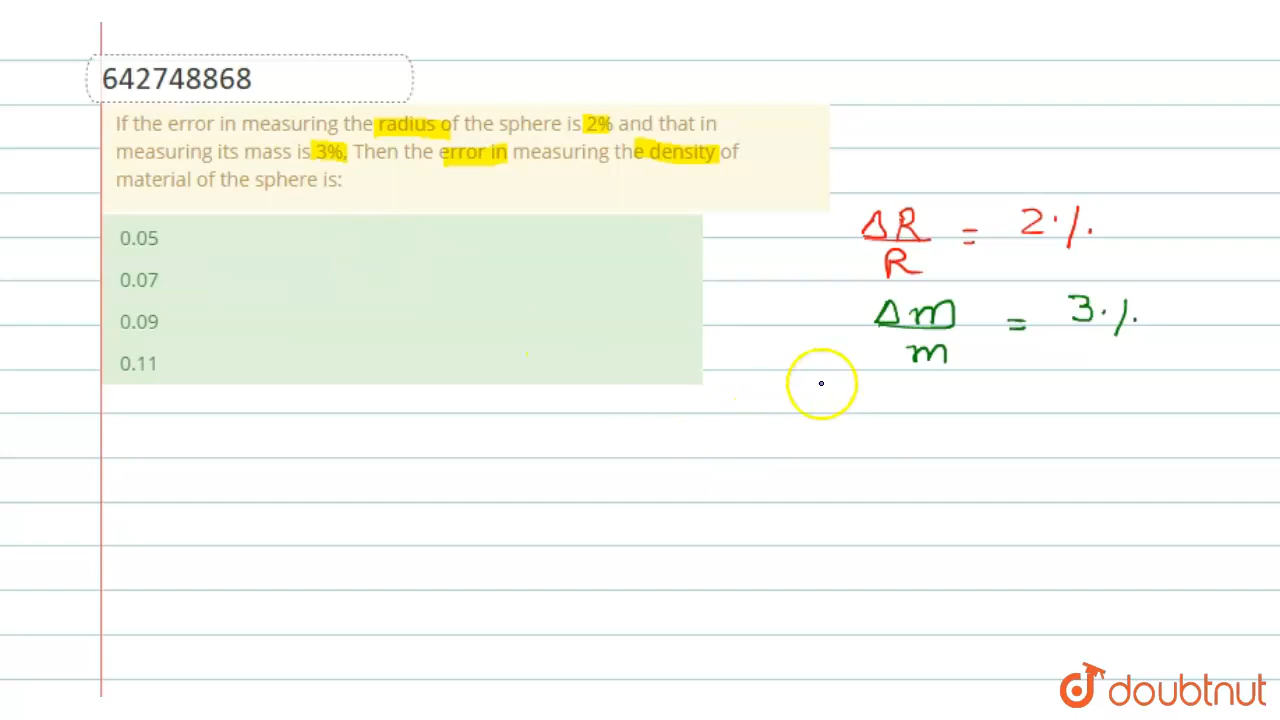 642748868
If the error in measuring the radius of the sphere is 2% and that in
measuring its mass is 3%, Then the error in measuring the density of
material of the sphere is:
0.05
0.07
0.09
0.11
ΔR/R = 2%
Δm/m = 3%
doubtnut